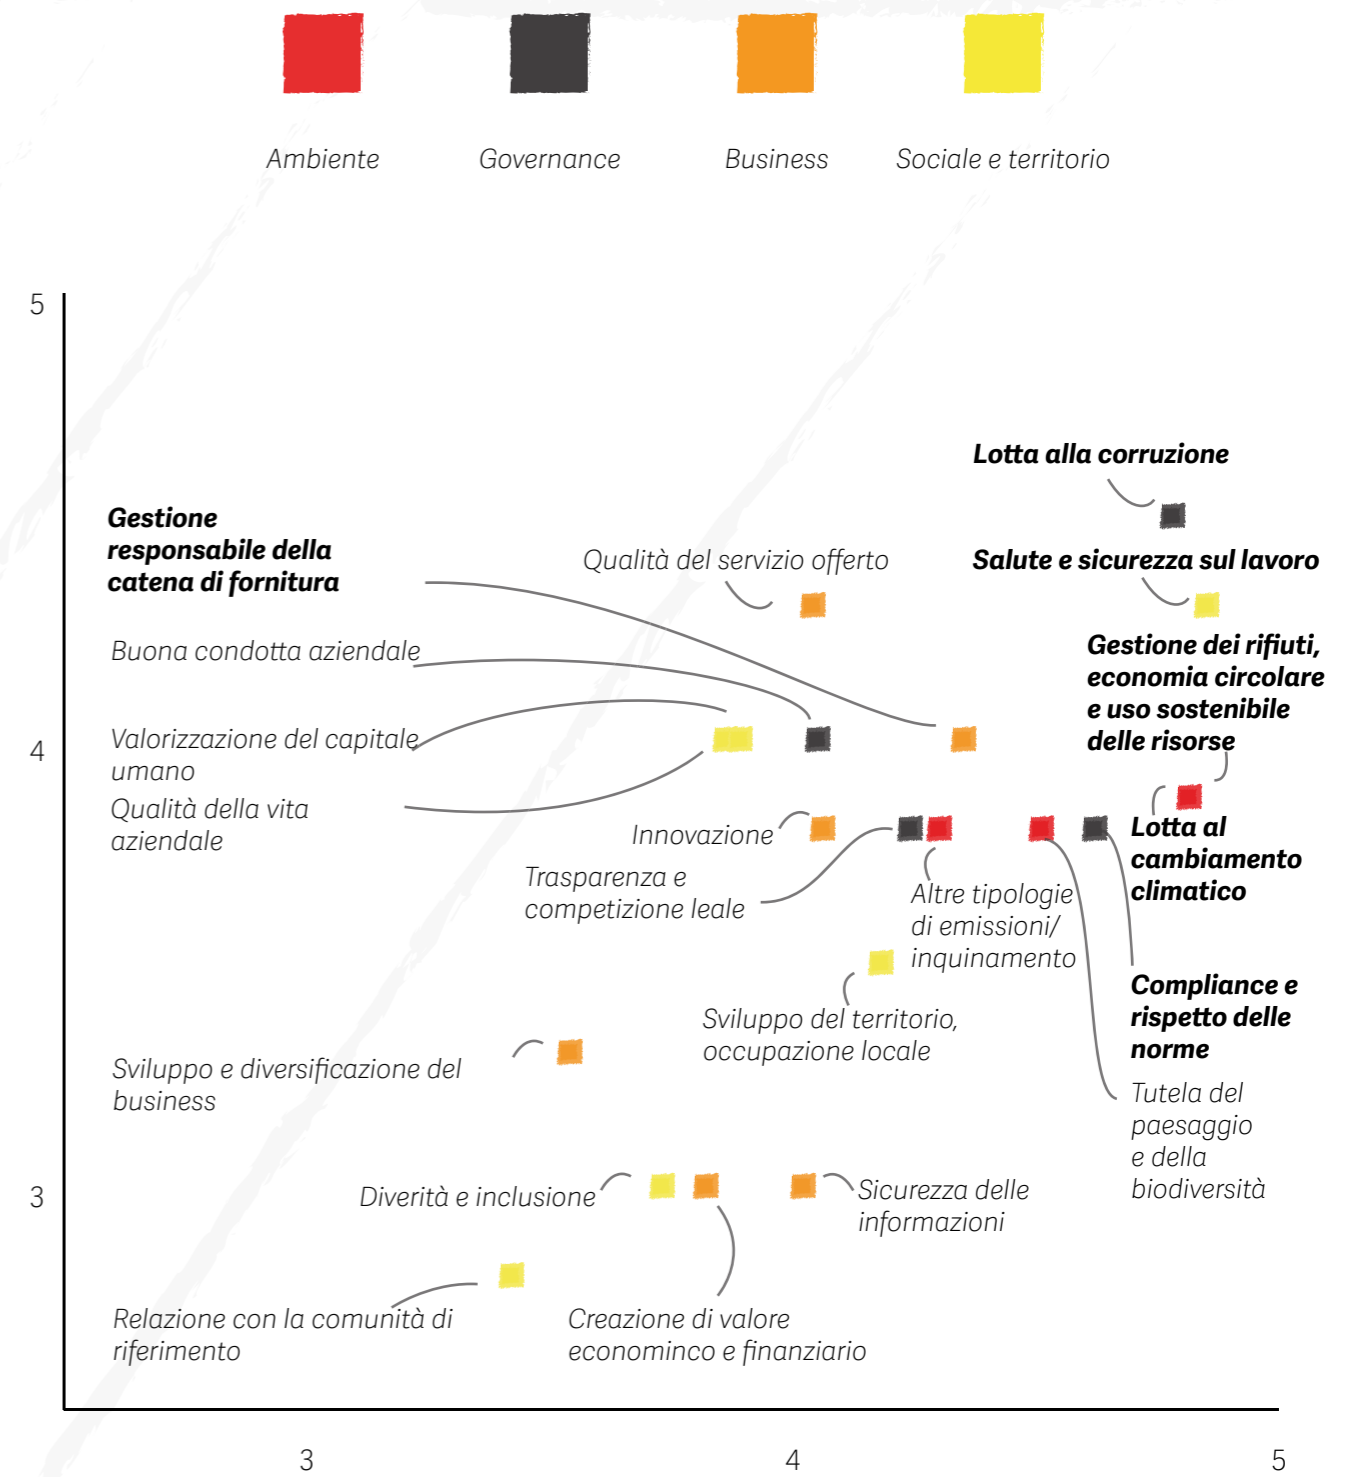 Ambiente
Governance
Business
Sociale e territorio
5
Lotta alla corruzione
Gestione
responsabile della
catena di fornitura
Qualità del servizio offerto
Salute e sicurezza sul lavoro
Buona condotta aziendale
Gestione dei rifiuti,
economia circolare
e uso sostenibile
delle risorse
4
Valorizzazione del capitale
umano
Qualità della vita
aziendale
Innovazione
Trasparenza e
competizione leale
Altre tipologie
di emissioni/
inquinamento
Lotta al
cambiamento
climatico
Sviluppo del territorio,
occupazione locale
Compliance e
rispetto delle
norme
Sviluppo e diversificazione del
business
Tutela del
paesaggio
e della
biodiversità
3
Diverità e inclusione
Sicurezza delle
informazioni
Relazione con la comunità di
riferimento
Creazione di valore
econominco e finanziario
3
4
5